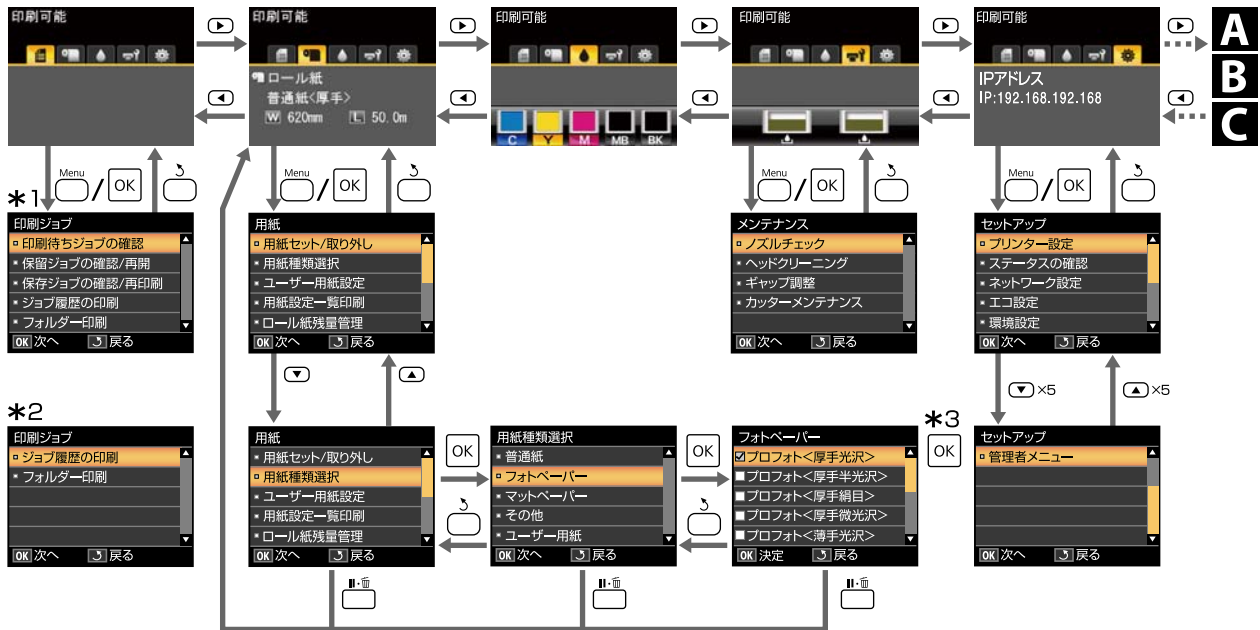 印刷可能
印刷可能
印刷可能
印刷可能
印刷可能
A
B
C
ロール紙
普通紙<厚手>
W 620mm L 50.0m
C Y M MB BK
IPアドレス
IP:192.168.192.168
Menu / OK
Menu / OK
Menu / OK
Menu / OK
*1
印刷ジョブ
印刷待ちジョブの確認
保留ジョブの確認/再開
保存ジョブの確認/再印刷
ジョブ履歴の印刷
フォルダー印刷
OK 次へ 戻る
用紙
用紙セット/取り外し
用紙種類選択
ユーザー用紙設定
用紙設定一覧印刷
ロール紙残量管理
OK 次へ 戻る
メンテナンス
ノズルチェック
ヘッドクリーニング
ギャップ調整
カッターメンテナンス
OK 次へ 戻る
セットアップ
プリンター設定
ステータスの確認
ネットワーク設定
エコ設定
環境設定
OK 次へ 戻る
×5
×5
*2
印刷ジョブ
ジョブ履歴の印刷
フォルダー印刷
OK 次へ 戻る
用紙
用紙セット/取り外し
用紙種類選択
ユーザー用紙設定
用紙設定一覧印刷
ロール紙残量管理
OK 次へ 戻る
OK
用紙種類選択
普通紙
フォトペーパー
マットペーパー
その他
ユーザー用紙
OK 次へ 戻る
OK
フォトペーパー
プロフォト<厚手光沢>
プロフォト<厚手半光沢>
プロフォト<厚手絹目>
プロフォト<厚手微光沢>
プロフォト<薄手光沢>
OK 決定 戻る
*3
OK
セットアップ
管理者メニュー
OK 次へ 戻る